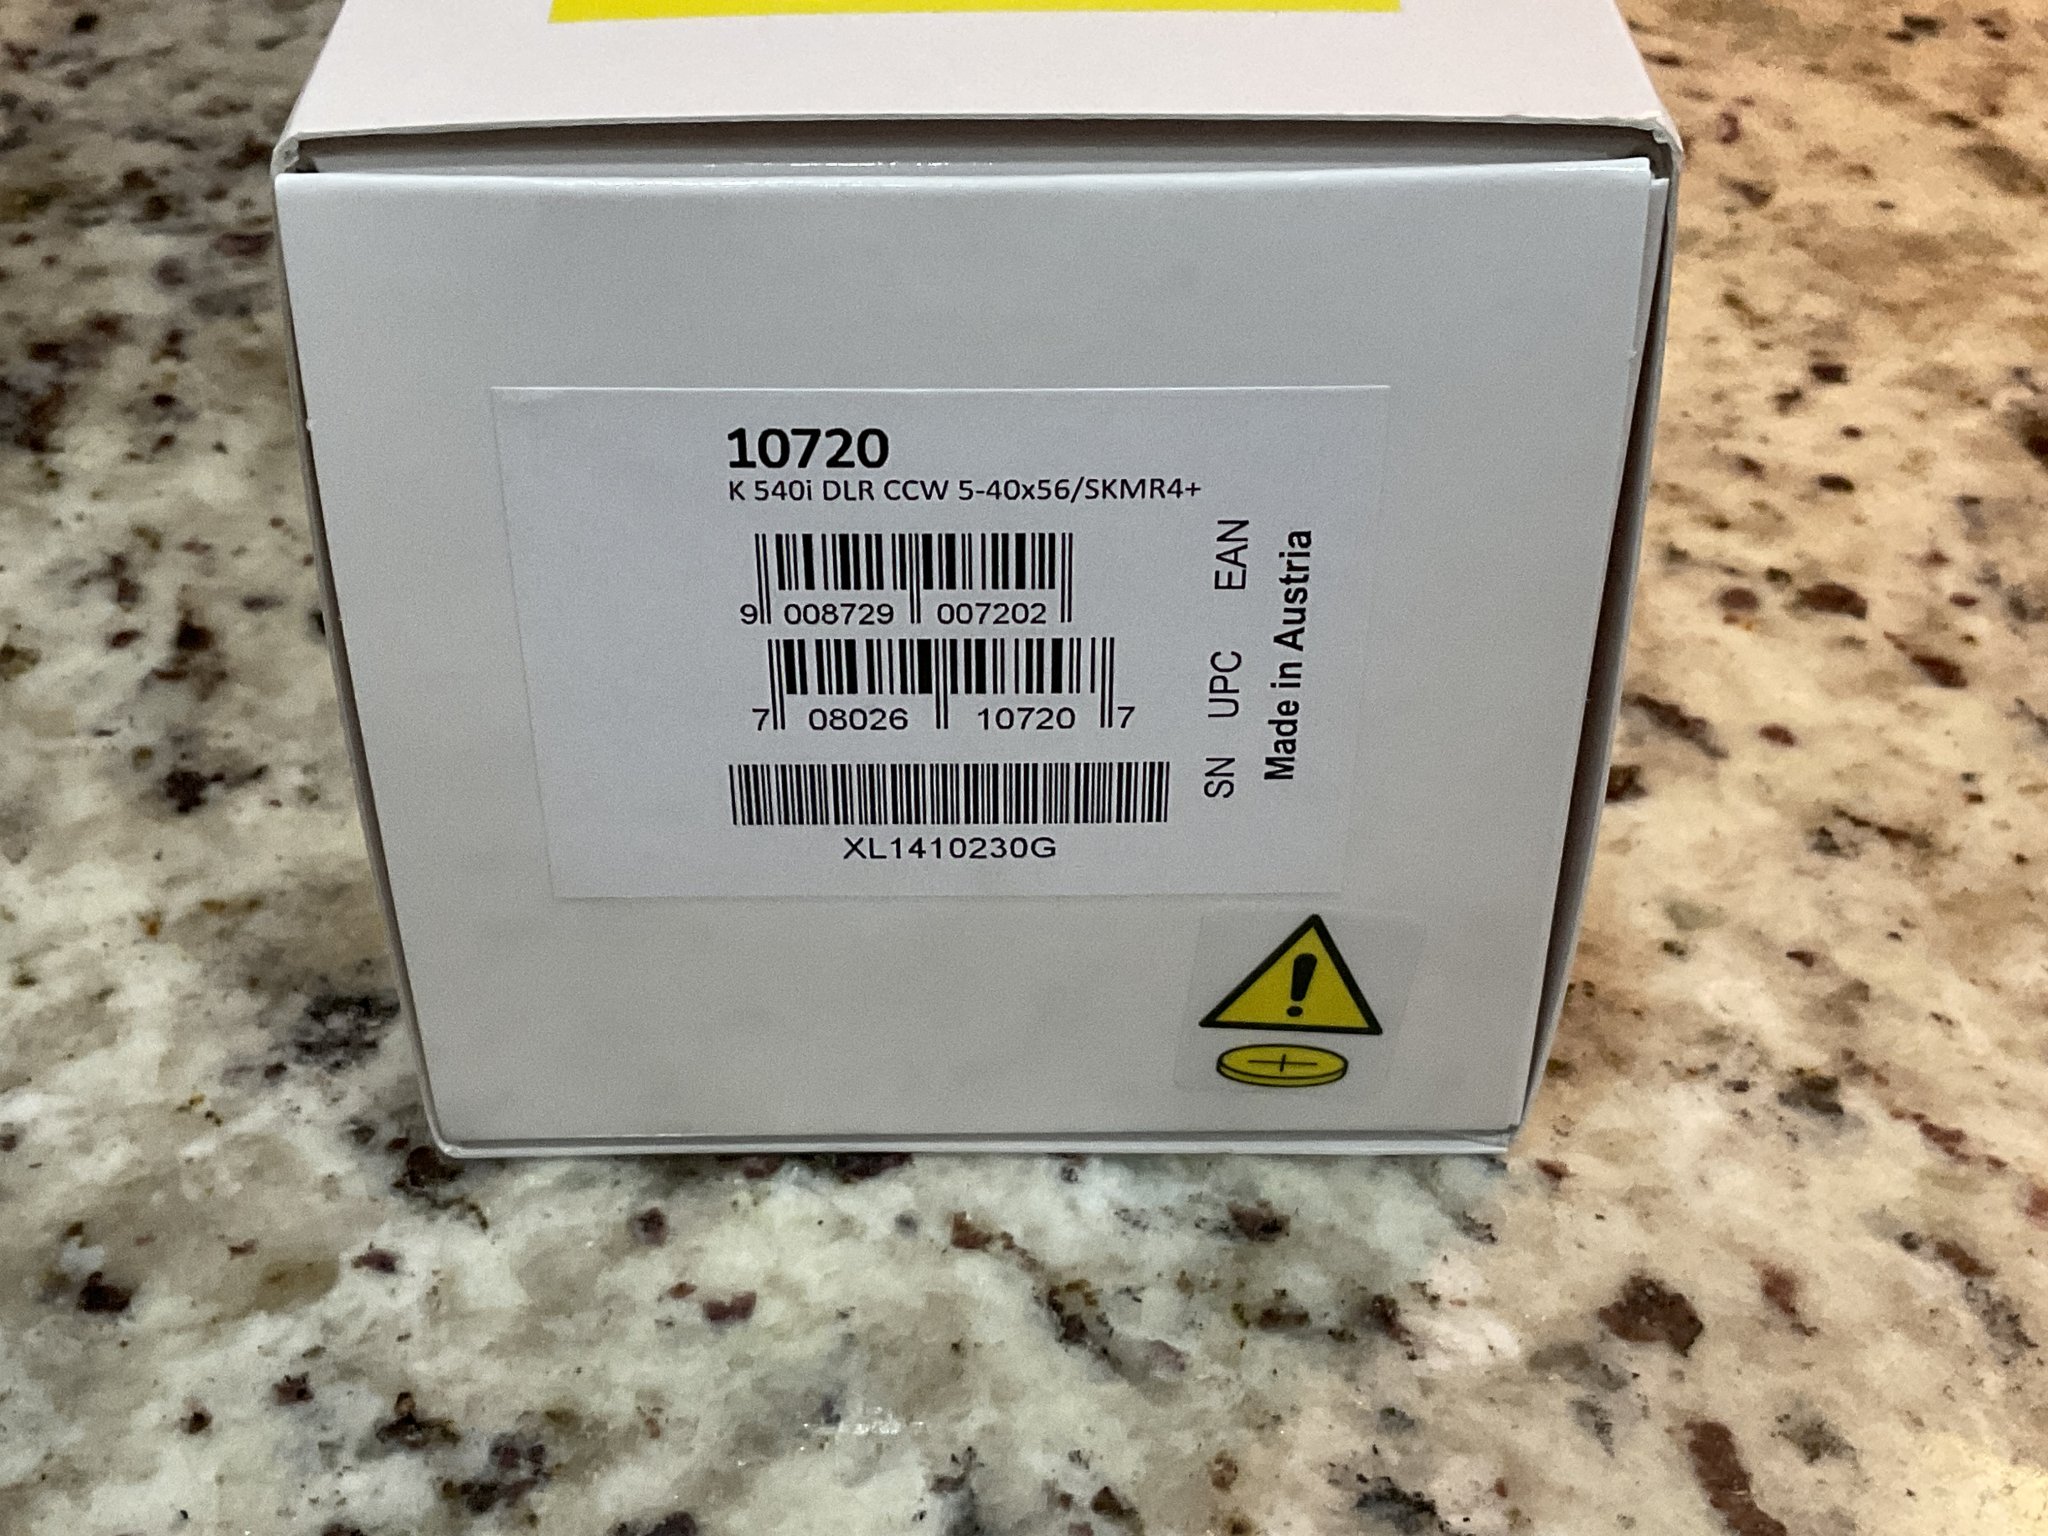 10720
K 540i DLR CCW 5-40x56/SKMR4+
9 008729 007202
EAN
7 08026 10720 7
UPC
XL1410230G
SN
Made in Austria